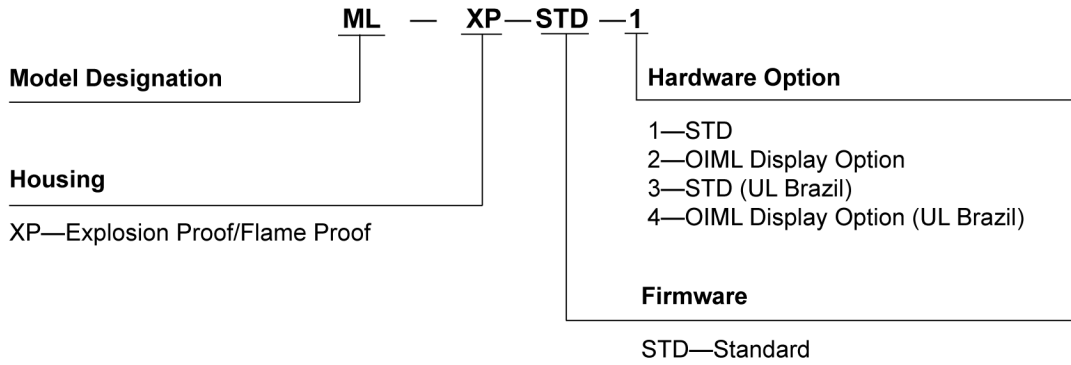 ML — XP—STD —1
Model Designation
Hardware Option
1—STD
2—OIML Display Option
3—STD (UL Brazil)
4—OIML Display Option (UL Brazil)
Housing
XP—Explosion Proof/Flame Proof
Firmware
STD—Standard